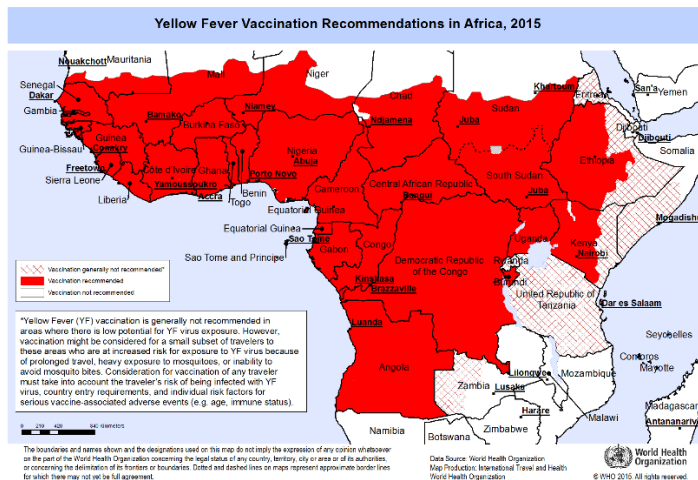 Yellow Fever Vaccination Recommendations in Africa, 2015
Nouakchott
Mauritania
Mali
Niger
Chad
Sudan
Khartoum
Eritrea
San'a
Yemen
Senegal
Dakar
Gambia
Guinea-Bissau
Guinea
Conakry
Freetown
Sierra Leone
Liberia
Bamako
Burkina Faso
Niamey
Côte d'Ivoire
Yamoussoukro
Ghana
Accra
Togo
Benin
Porto Novo
Nigeria
Abuja
Ndjamena
Juba
Djibouti
Djibouti
Somalia
Ethiopia
South Sudan
Juba
Central African Republic
Bangui
Cameroon
Equatorial Guinea
Equatorial Guinea
Sao Tome
Sao Tome and Principe
Gabon
Congo
Democratic Republic
of the Congo
Uganda
Kenya
Nairobi
Mogadishu
Rwanda
Burundi
Kinshasa
Brazzaville
United Republic of
Tanzania
Dar es Salaam
Seychelles
Comoros
Mayotte
Luanda
Angola
Zambia
Lusaka
Lilongwe
Mozambique
Malawi
Harare
Zimbabwe
Namibia
Botswana
Madagascar
Antananariv
Vaccination generally not recommended*
Vaccination recommended
Vaccination not recommended
*Yellow Fever (YF) vaccination is generally not recommended in
areas where there is low potential for YF virus exposure. However,
vaccination might be considered for a small subset of travelers to
these areas who are at increased risk for exposure to YF virus because
of prolonged travel, heavy exposure to mosquitoes, or inability to
avoid mosquito bites. Consideration for vaccination of any traveler
must take into account the traveler's risk of being infected with YF
virus, country entry requirements, and individual risk factors for
serious vaccine-associated adverse events (e.g. age, immune status).
0 210 420 840 Kilometers
The boundaries and names shown and the designations used on this map do not imply the expression of any opinion whatsoever
on the part of the World Health Organization concerning the legal status of any country, territory, city or area or of its authorities,
or concerning the delimitation of its frontiers or boundaries. Dotted and dashed lines on maps represent approximate border lines
for which there may not yet be full agreement.
Data Source: World Health Organization
Map Production: International Travel and Health
World Health Organization
World Health
Organization
© WHO 2015. All rights reserved.